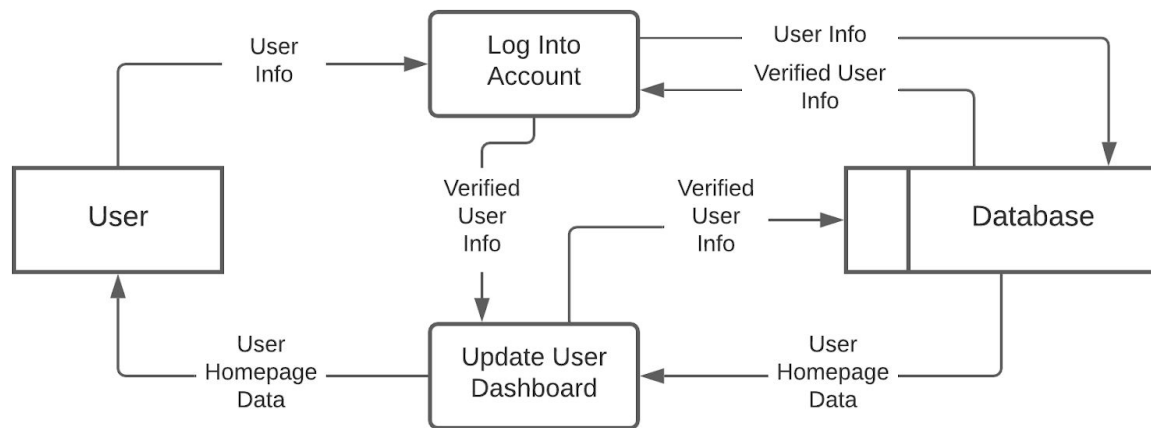 User
Info
Log Into
Account
User Info
Verified User
Info
User
Verified
User
Info
Verified
User
Info
Database
User
Homepage
Data
Update User
Dashboard
User
Homepage
Data